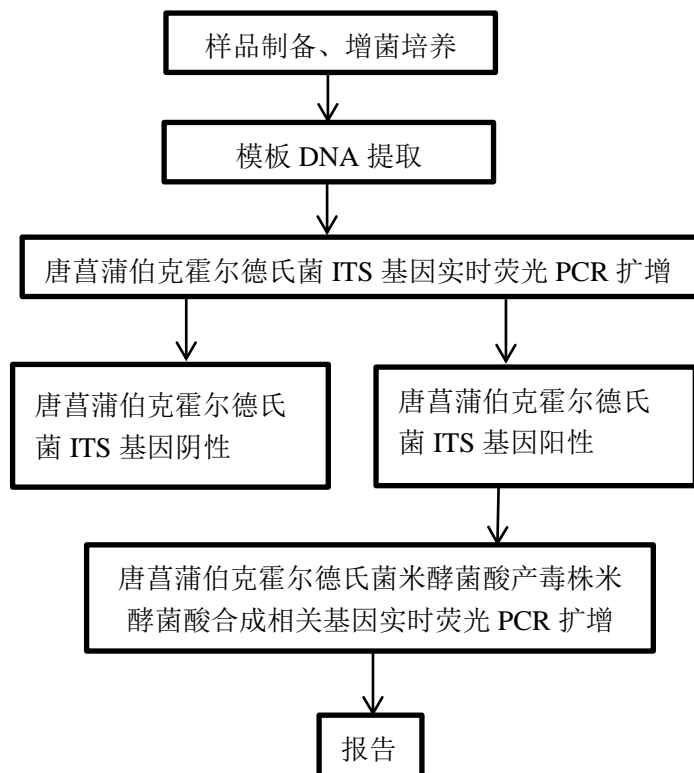 样品制备、增菌培养
模板 DNA 提取
唐菖蒲伯克霍尔德氏菌 ITS 基因实时荧光 PCR 扩增
唐菖蒲伯克霍尔德氏
菌 ITS 基因阴性
唐菖蒲伯克霍尔德氏
菌 ITS 基因阳性
唐菖蒲伯克霍尔德氏菌米酵菌酸产毒株米
酵菌酸合成相关基因实时荧光 PCR 扩增
报告